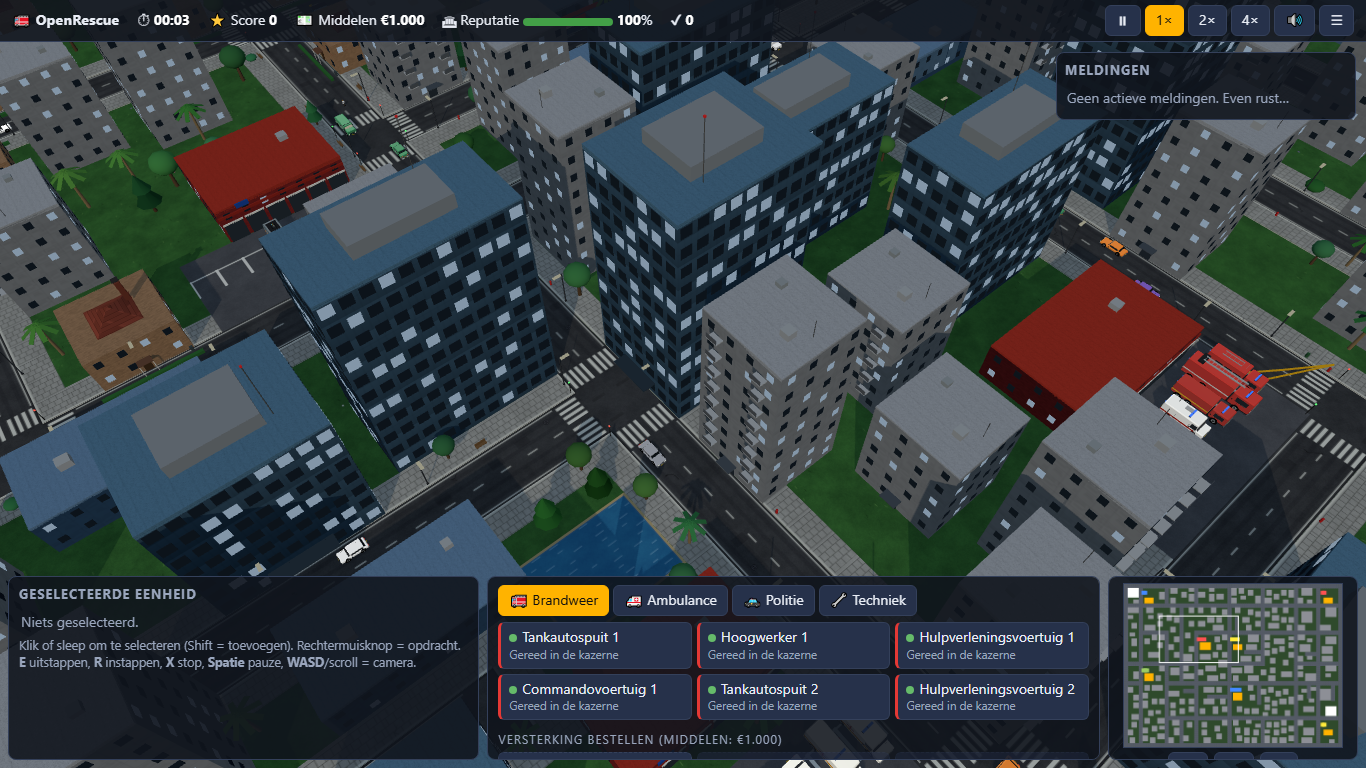 OpenRescue 00:03 Score 0 Middelen €1.000 Reputatie 100% ✓ 0 1× 2× 4×
MELDINGEN
Geen actieve meldingen. Even rust...
GESELECTEERDE EENHEID
Niets geselecteerd.
Klik of sleep om te selecteren (Shift = toevoegen). Rechtermuisknop = opdracht.
E uitstappen, R instappen, X stop, Spatie pauze, WASD/scroll = camera.
Brandweer Ambulance Politie Techniek
Tankautospuit 1 Hoogwerker 1 Hulpverleningsvoertuig 1
Gereed in de kazerne Gereed in de kazerne Gereed in de kazerne
Commandovoertuig 1 Tankautospuit 2 Hulpverleningsvoertuig 2
Gereed in de kazerne Gereed in de kazerne Gereed in de kazerne
VERSTERKING BESTELLEN (MIDDELEN: €1.000)